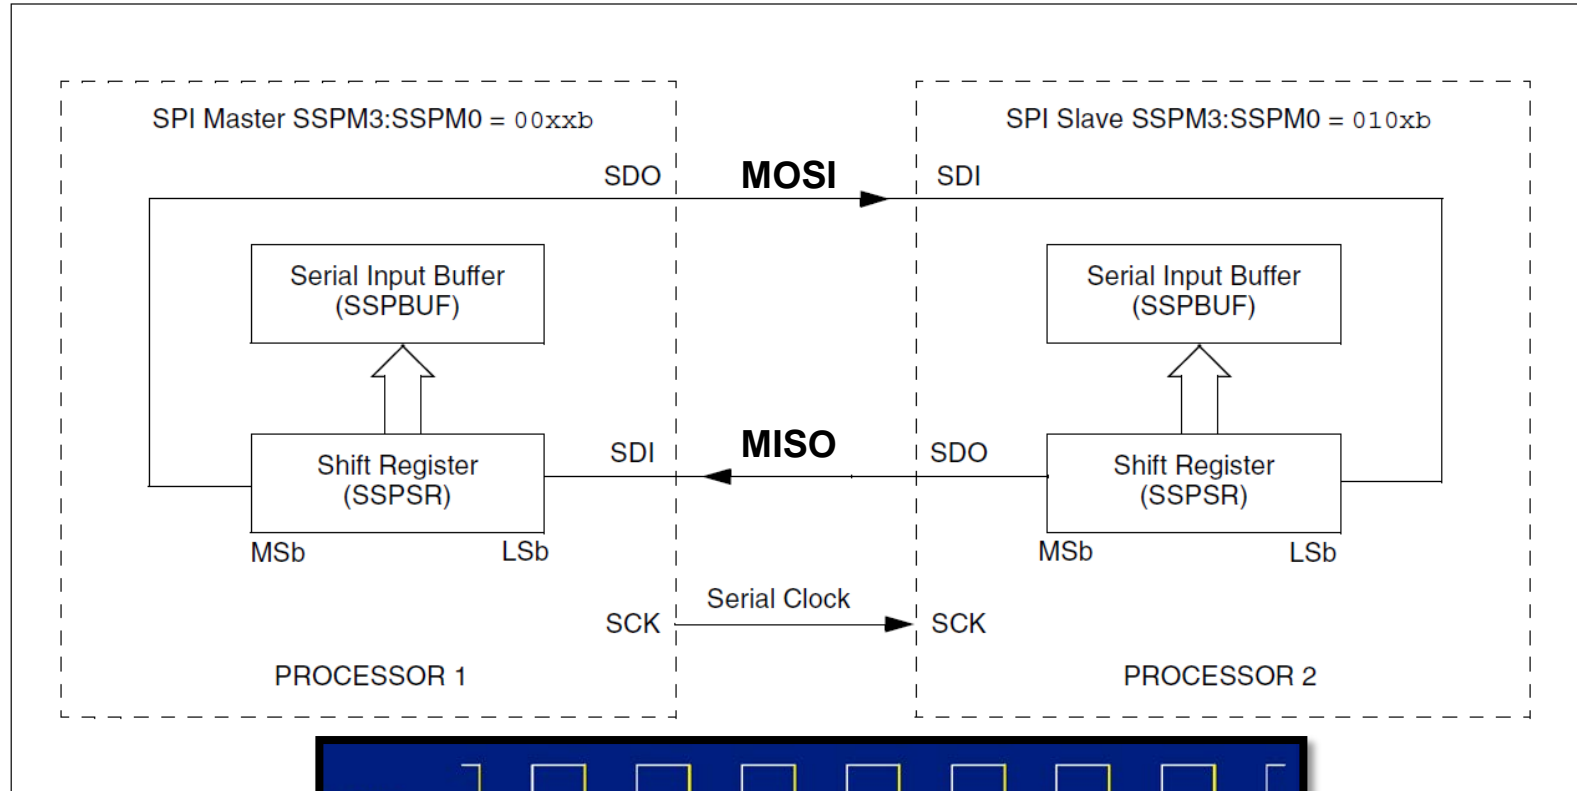 SPI Master SSPM3:SSPM0 = 00xxb
SPI Slave SSPM3:SSPM0 = 010xb
SDO
MOSI
SDI
Serial Input Buffer
(SSPBUF)
Serial Input Buffer
(SSPBUF)
SDI
MISO
SDO
Shift Register
(SSPSR)
Shift Register
(SSPSR)
MSb
LSb
MSb
LSb
Serial Clock
SCK
SCK
PROCESSOR 1
PROCESSOR 2